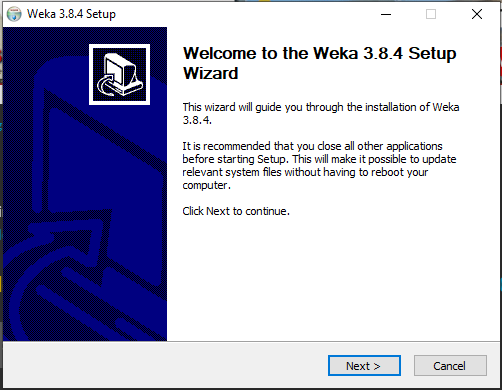 Weka 3.8.4 Setup
Welcome to the Weka 3.8.4 Setup
Wizard
This wizard will guide you through the installation of Weka
3.8.4.
It is recommended that you close all other applications
before starting Setup. This will make it possible to update
relevant system files without having to reboot your
computer.
Click Next to continue.
Next >
Cancel